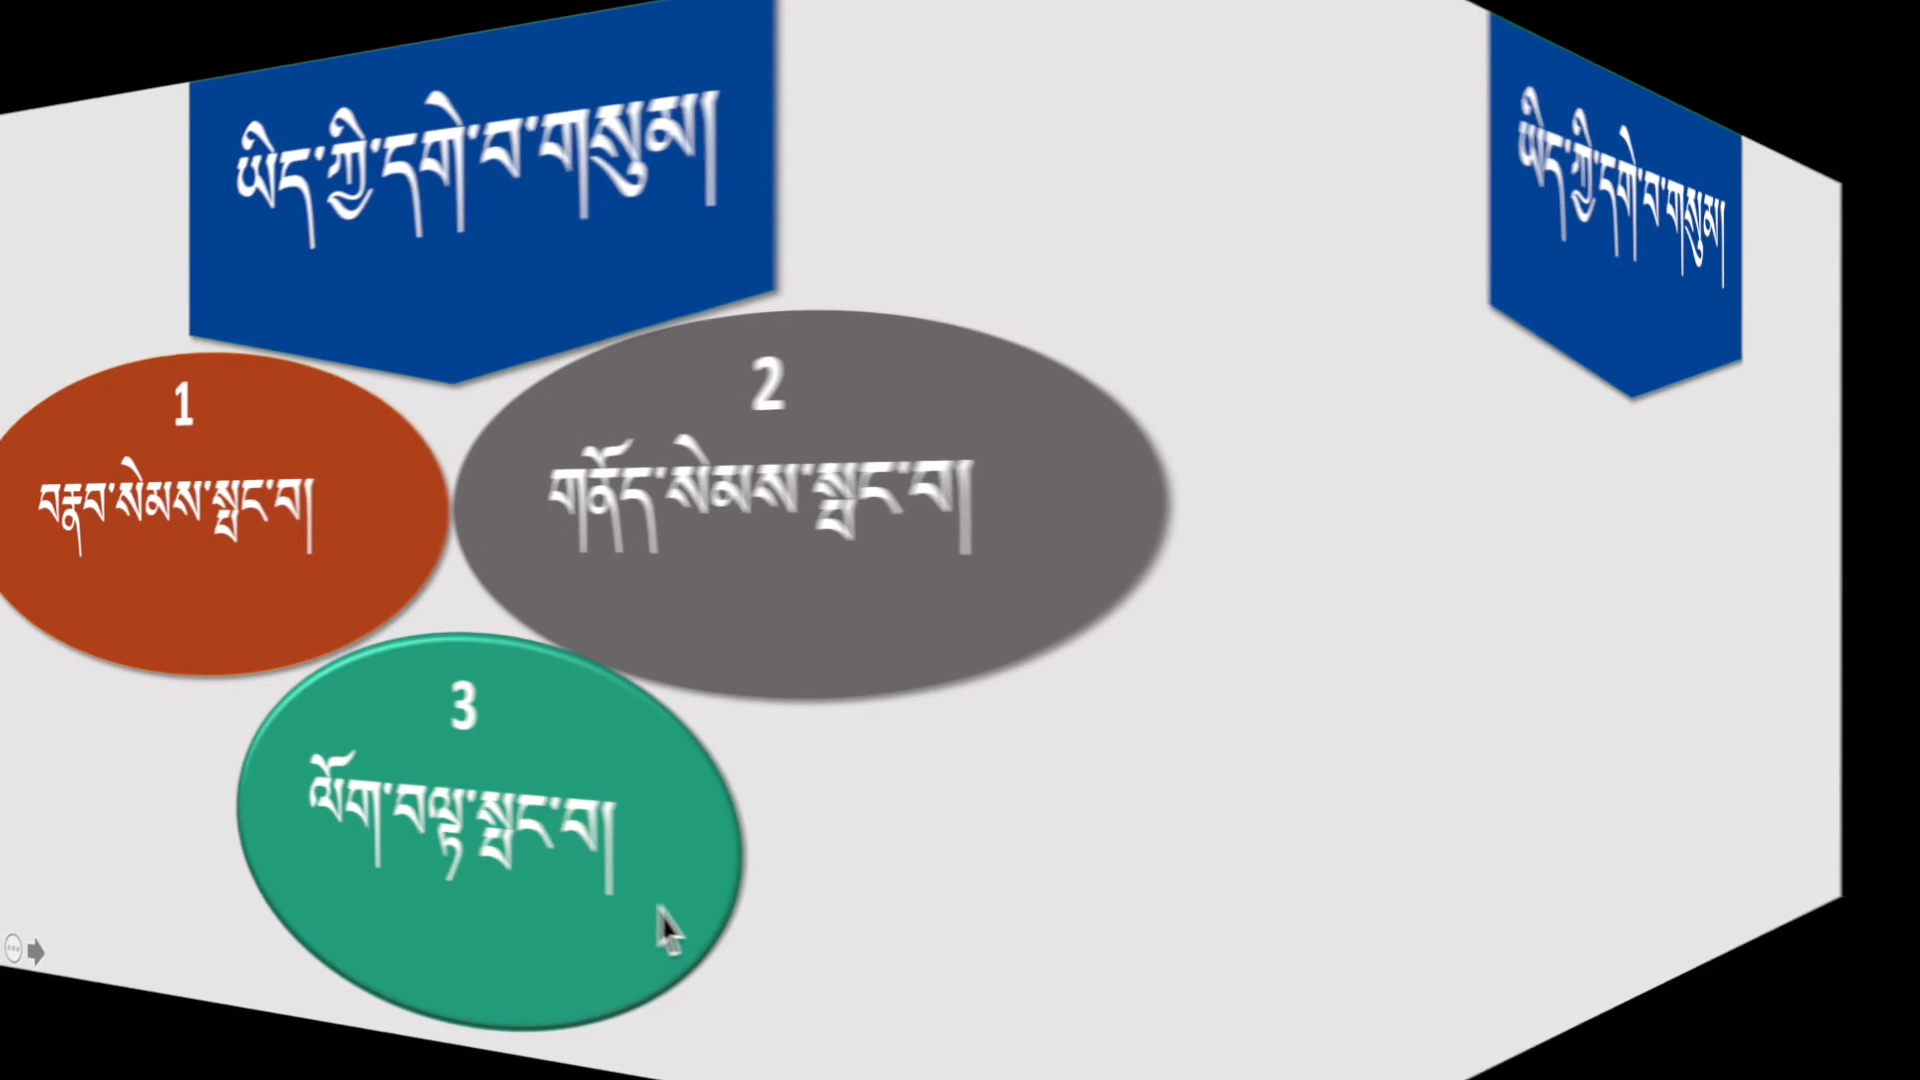 ཡིད་ཀྱི་དགེ་བ་གསུམ།
ཡིད་ཀྱི་དགེ་བ་གསུམ།
1
བརྣབ་སེམས་སྤང་བ།
2
གནོད་སེམས་སྤང་བ།
3
ལོག་བལྟ་སྤང་བ།